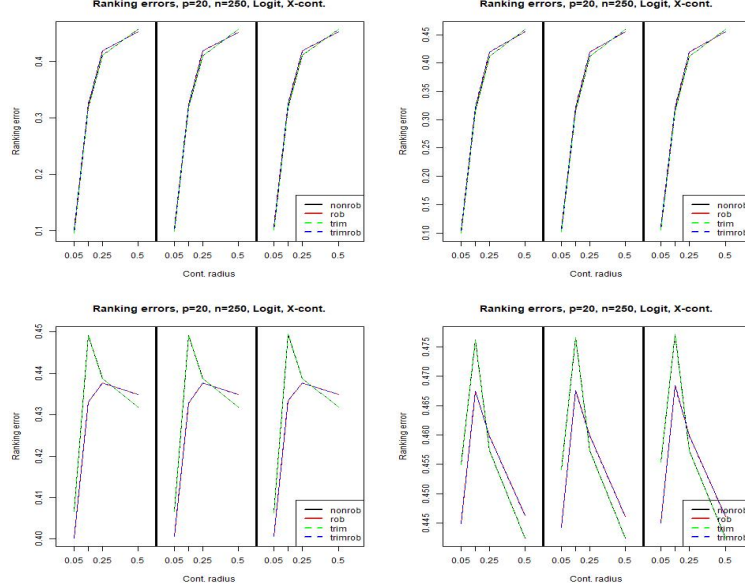 Ranking errors, p=20, n=250, Logit, X-cont.
Ranking error
0.4
0.3
0.2
0.1
0.05 0.25 0.5 0.05 0.25 0.5 0.05 0.25 0.5
Cont. radius
nonrob
rob
trim
trimrob
Ranking errors, p=20, n=250, Logit, X-cont.
Ranking error
0.45
0.40
0.35
0.30
0.25
0.20
0.15
0.10
0.05 0.25 0.5 0.05 0.25 0.5 0.05 0.25 0.5
Cont. radius
nonrob
rob
trim
trimrob
Ranking errors, p=20, n=250, Logit, X-cont.
Ranking error
0.45
0.44
0.43
0.42
0.41
0.40
0.05 0.25 0.5 0.05 0.25 0.5 0.05 0.25 0.5
Cont. radius
nonrob
rob
trim
trimrob
Ranking errors, p=20, n=250, Logit, X-cont.
Ranking error
0.475
0.470
0.465
0.460
0.455
0.450
0.445
0.05 0.25 0.5 0.05 0.25 0.5 0.05 0.25 0.5
Cont. radius
nonrob
rob
trim
trimrob